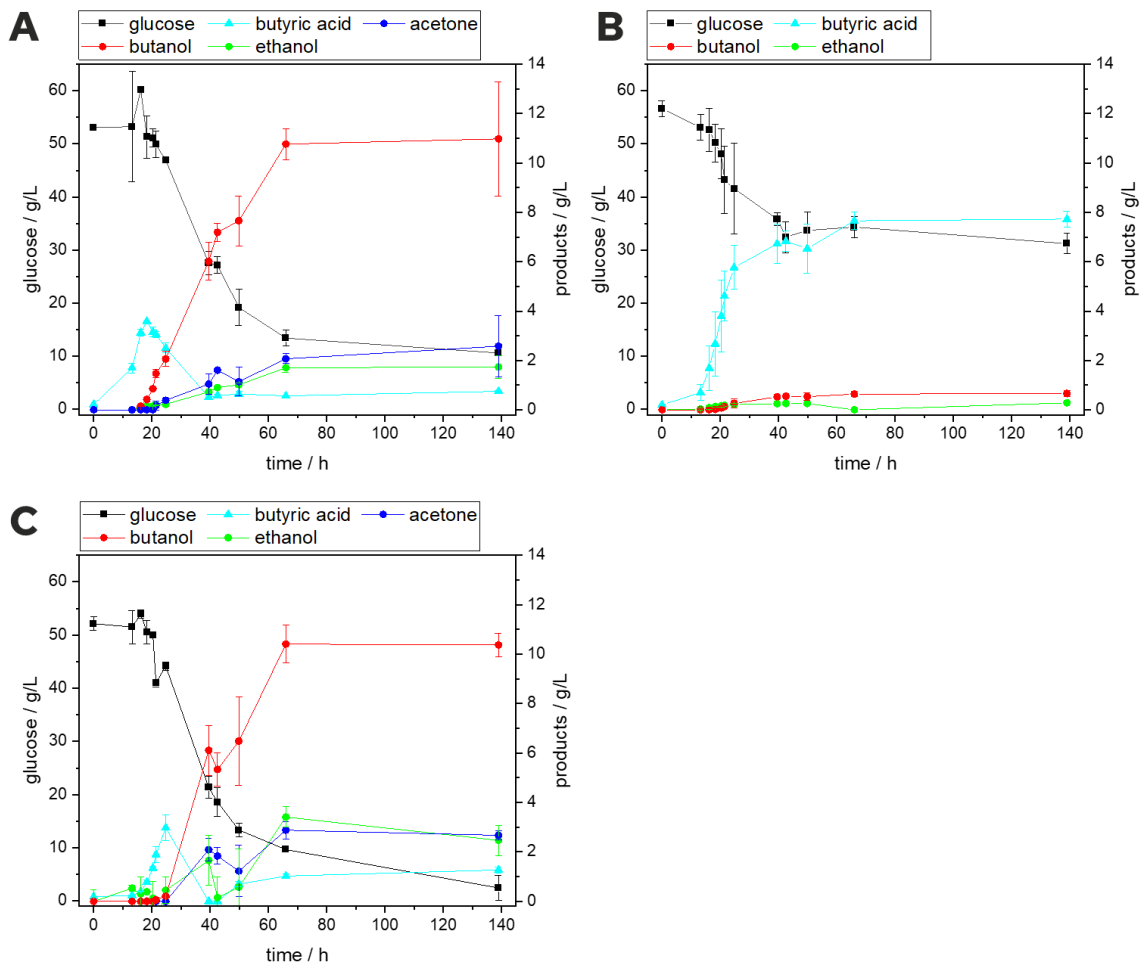 A
glucose butyric acid acetone
butanol ethanol
60
50
40
30
20
10
0
14
12
10
8
6
4
2
0
0 20 40 60 80 100 120 140
glucose / g/L
products / g/L
time / h
B
glucose butyric acid
butanol ethanol
60
50
40
30
20
10
0
14
12
10
8
6
4
2
0
0 20 40 60 80 100 120 140
glucose / g/L
products / g/L
time / h
C
glucose butyric acid acetone
butanol ethanol
60
50
40
30
20
10
0
14
12
10
8
6
4
2
0
0 20 40 60 80 100 120 140
glucose / g/L
products / g/L
time / h